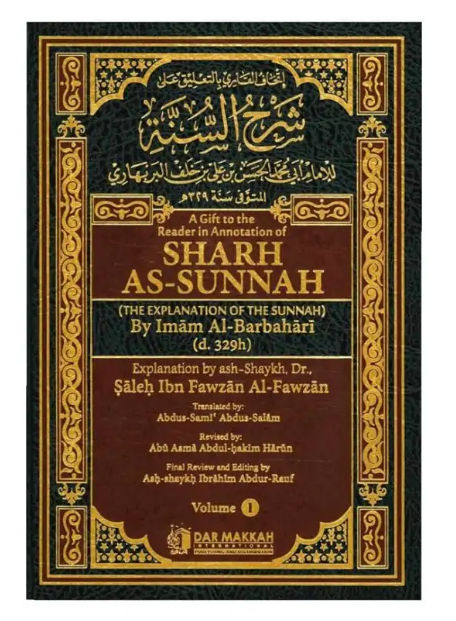 إتحاف القاري بالتعليق على
شرح السنة
للإمام أبي محمد الحسن بن علي بن خلف البربهاري
المتوفى سنة ٣٢٩هـ
A Gift to the
Reader in Annotation of
SHARH
AS-SUNNAH
(THE EXPLANATION OF THE SUNNAH)
By Imām Al-Barbahārī
(d. 329h)
Explanation by ash-Shaykh, Dr.,
Ṣāleḥ Ibn Fawzān Al-Fawzān
Translated by:
Abdus-Samīʿ Abdus-Salām
Revised by:
Abū Asmā Abdul-ḥakīm Hārūn
Final Review and Editing by
Ash-shaykh Ibrāhīm Abdur-Rauf
Volume I
DAR MAKKAH
INTERNATIONAL